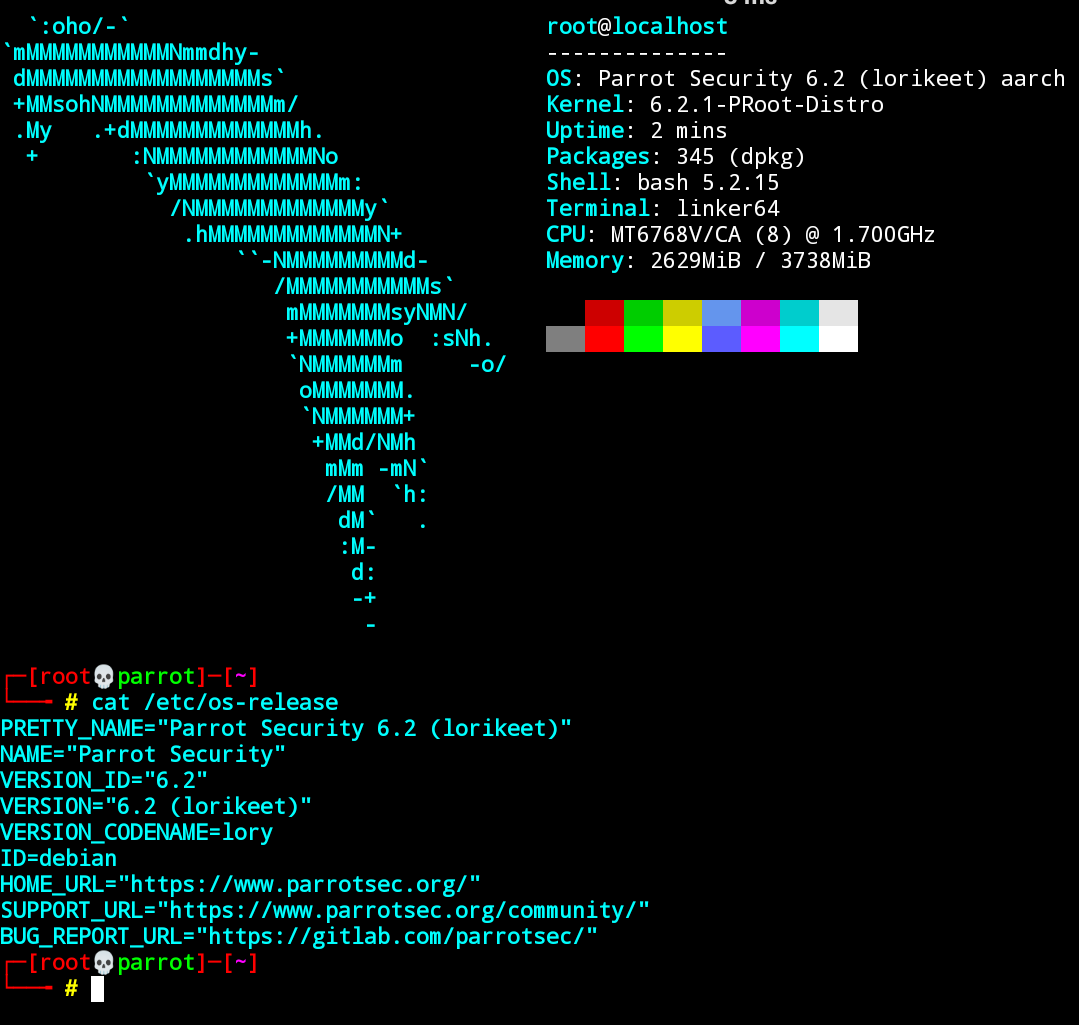 `:oho/-`
`mMMMMMMMMMMMNmmdhy-
dMMMMMMMMMMMMMMMMMMs`
+MMsohNMMMMMMMMMMMMMm/
.My   .+dMMMMMMMMMMMMMh.
+       :NMMMMMMMMMMMMNo
`yMMMMMMMMMMMMMm:
/NMMMMMMMMMMMMMy`
.hMMMMMMMMMMMMMN+
``-NMMMMMMMMMd-
/MMMMMMMMMMMs`
mMMMMMMMsyNMN/
+MMMMMMMo  :sNh.
`NMMMMMMm     -o/
oMMMMMMM.
`NMMMMMM+
+MMd/NMh
mMm -mN`
/MM  `h:
dM`   .
:M-
d:
-+
-
root@localhost
--------------
OS: Parrot Security 6.2 (lorikeet) aarch
Kernel: 6.2.1-PRoot-Distro
Uptime: 2 mins
Packages: 345 (dpkg)
Shell: bash 5.2.15
Terminal: linker64
CPU: MT6768V/CA (8) @ 1.700GHz
Memory: 2629MiB / 3738MiB
┌─[root💀parrot]─[~]
└──╼ # cat /etc/os-release
PRETTY_NAME="Parrot Security 6.2 (lorikeet)"
NAME="Parrot Security"
VERSION_ID="6.2"
VERSION="6.2 (lorikeet)"
VERSION_CODENAME=lory
ID=debian
HOME_URL="https://www.parrotsec.org/"
SUPPORT_URL="https://www.parrotsec.org/community/"
BUG_REPORT_URL="https://gitlab.com/parrotsec/"
┌─[root💀parrot]─[~]
└──╼ #